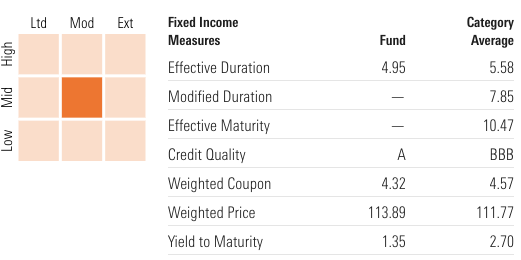 Ltd Mod Ext
High
Mid
Low
Fixed Income Measures Fund Category Average
Effective Duration 4.95 5.58
Modified Duration — 7.85
Effective Maturity — 10.47
Credit Quality A BBB
Weighted Coupon 4.32 4.57
Weighted Price 113.89 111.77
Yield to Maturity 1.35 2.70